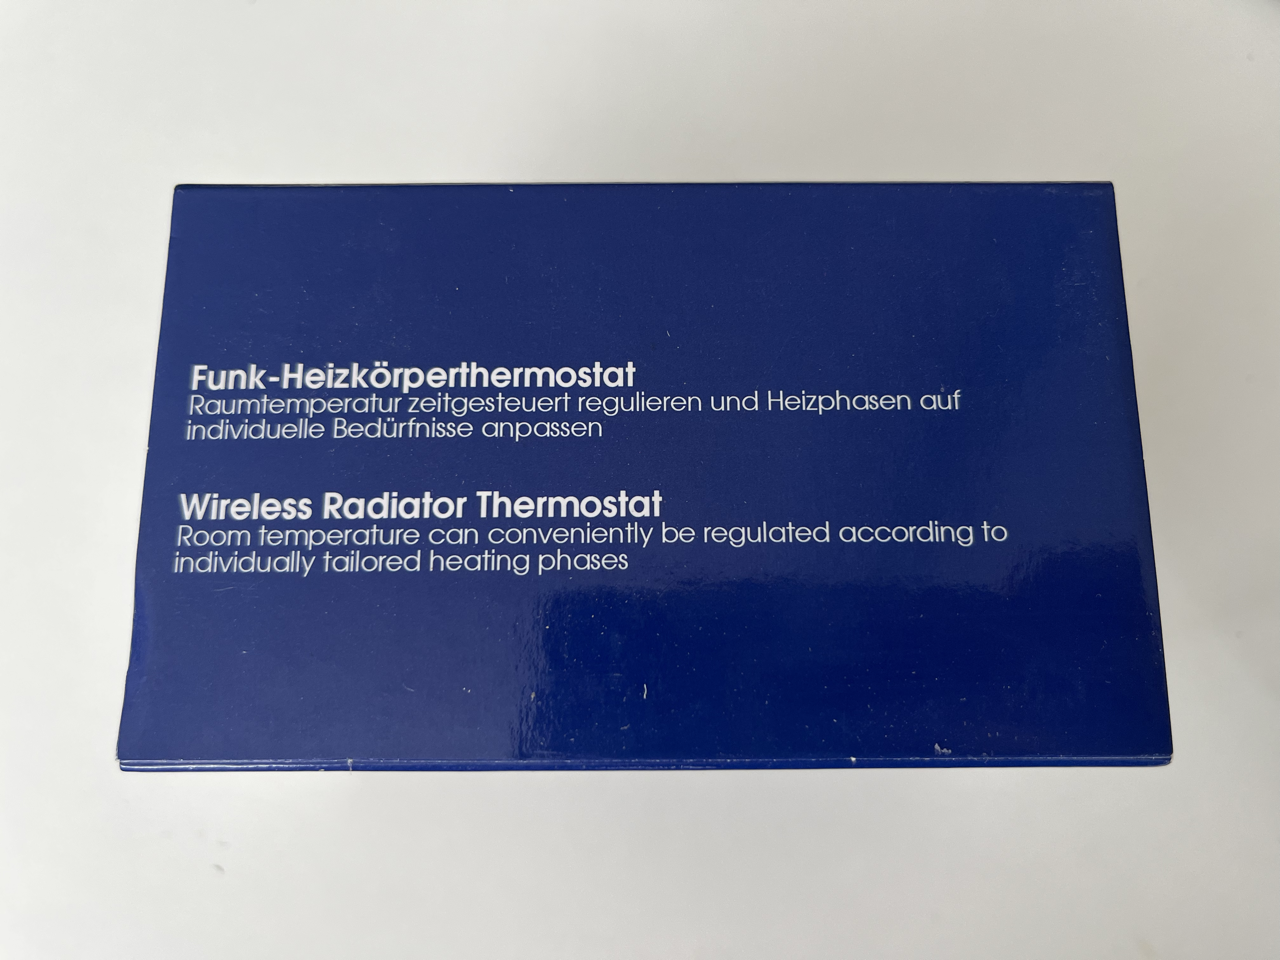 Funk-Heizkörperthermostat
Raumtemperatur zeitgesteuert regulieren und Heizphasen auf
individuelle Bedürfnisse anpassen
Wireless Radiator Thermostat
Room temperature can conveniently be regulated according to
individually tailored heating phases